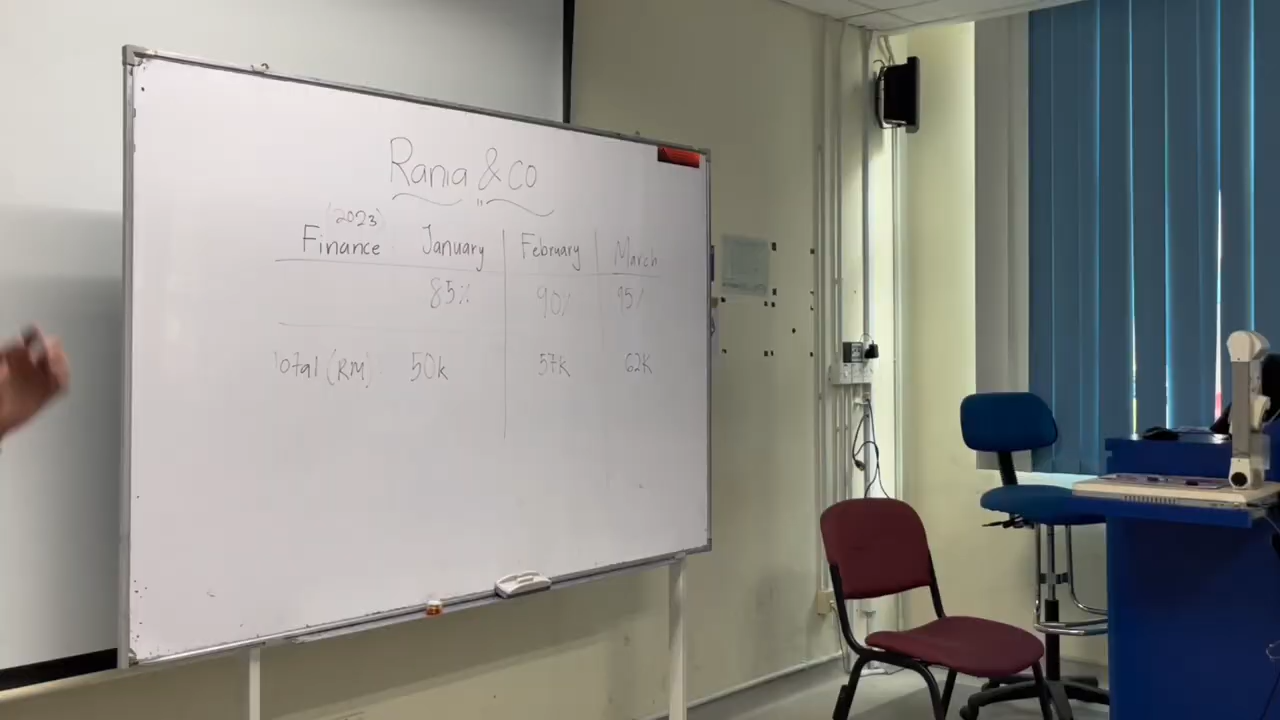 Rania & CO
(2023)
Finance January February March
85% 90% 95%
Total (RM) 50k 57k 62k